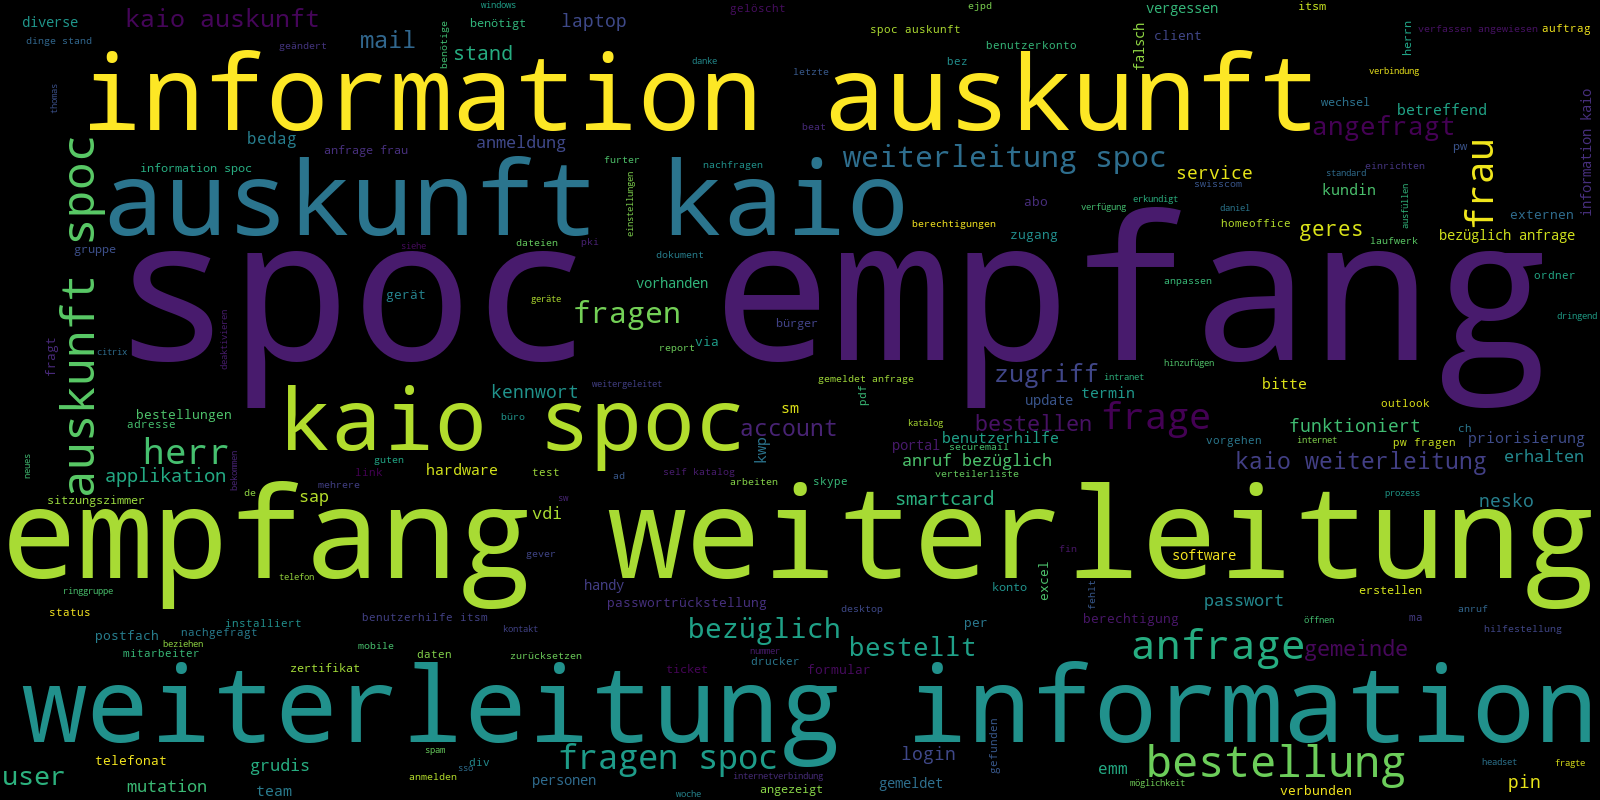 windows
ejpd
itsm
gelöscht
vergessen
kaio auskunft
diverse
benötigt
laptop
spoc auskunft
verfassen angewiesen
auftrag
dinge stand
geändert
mail
benötige
stand
benutzerkonto
falsch
client
herrn
danke
bez
letzte
verbindung
information auskunft
thomas
wechsel
betreffend
information kaio
beat
angefragt
bedag
anfrage frau
anmeldung
weiterleitung spoc
pw
frau
information spoc
furter
nachfragen
service
standard
einrichten
swisscom
kundin
auskunft kaio
einstellungen
abo
verfügung
erkundigt
daniel
ausfüllen
externen
berechtigungen
homeoffice
geres
zugang
laufwerk
bezüglich anfrage
auskunft spoc
gruppe
siehe
dateien
pki
dokument
spoc empfang
ordner
vorhanden
anpassen
gerät
geräte
fragen
bürger
dringend
deaktivieren
fragt
citrix
report
via
hinzufügen
zugriff
intranet
gemeldet anfrage
bitte
kennwort
weitergeleitet
pdf
update
termin
outlook
kaio spoc
bestellungen
adresse
büro
sm
account
katalog
bestellen
frage
funktioniert
ch
herr
kwp
portal
benutzerhilfe
securemail
vorgehen
internet
pw fragen
priorisierung
neues
guten
anruf bezüglich
kaio weiterleitung
erhalten
applikation
bekommen
link
hardware
test
ad
self katalog
verteilerliste
arbeiten
skype
mehrere
de
sap
sitzungszimmer
smartcard
prozess
nesko
vdi
sw
empfang weiterleitung
gever
fin
software
telefon
ringgruppe
handy
konto
excel
fehlt
erstellen
status
passwortrückstellung
desktop
passwort
anruf
installiert
benutzerhilfe itsm
kontakt
bezüglich
per
berechtigung
öffnen
ma
hilfestellung
postfach
nachgefragt
beziehen
mobile
mitarbeiter
daten
zurücksetzen
nummer
drucker
bestellt
anfrage
gemeinde
zertifikat
ticket
formular
weiterleitung information
gefunden
spam
telefonat
grudis
sso
div
fragen spoc
login
bestellung
headset
fragte
user
anmelden
personen
internetverbindung
emm
möglichkeit
mutation
team
woche
angezeigt
gemeldet
verbunden
pin